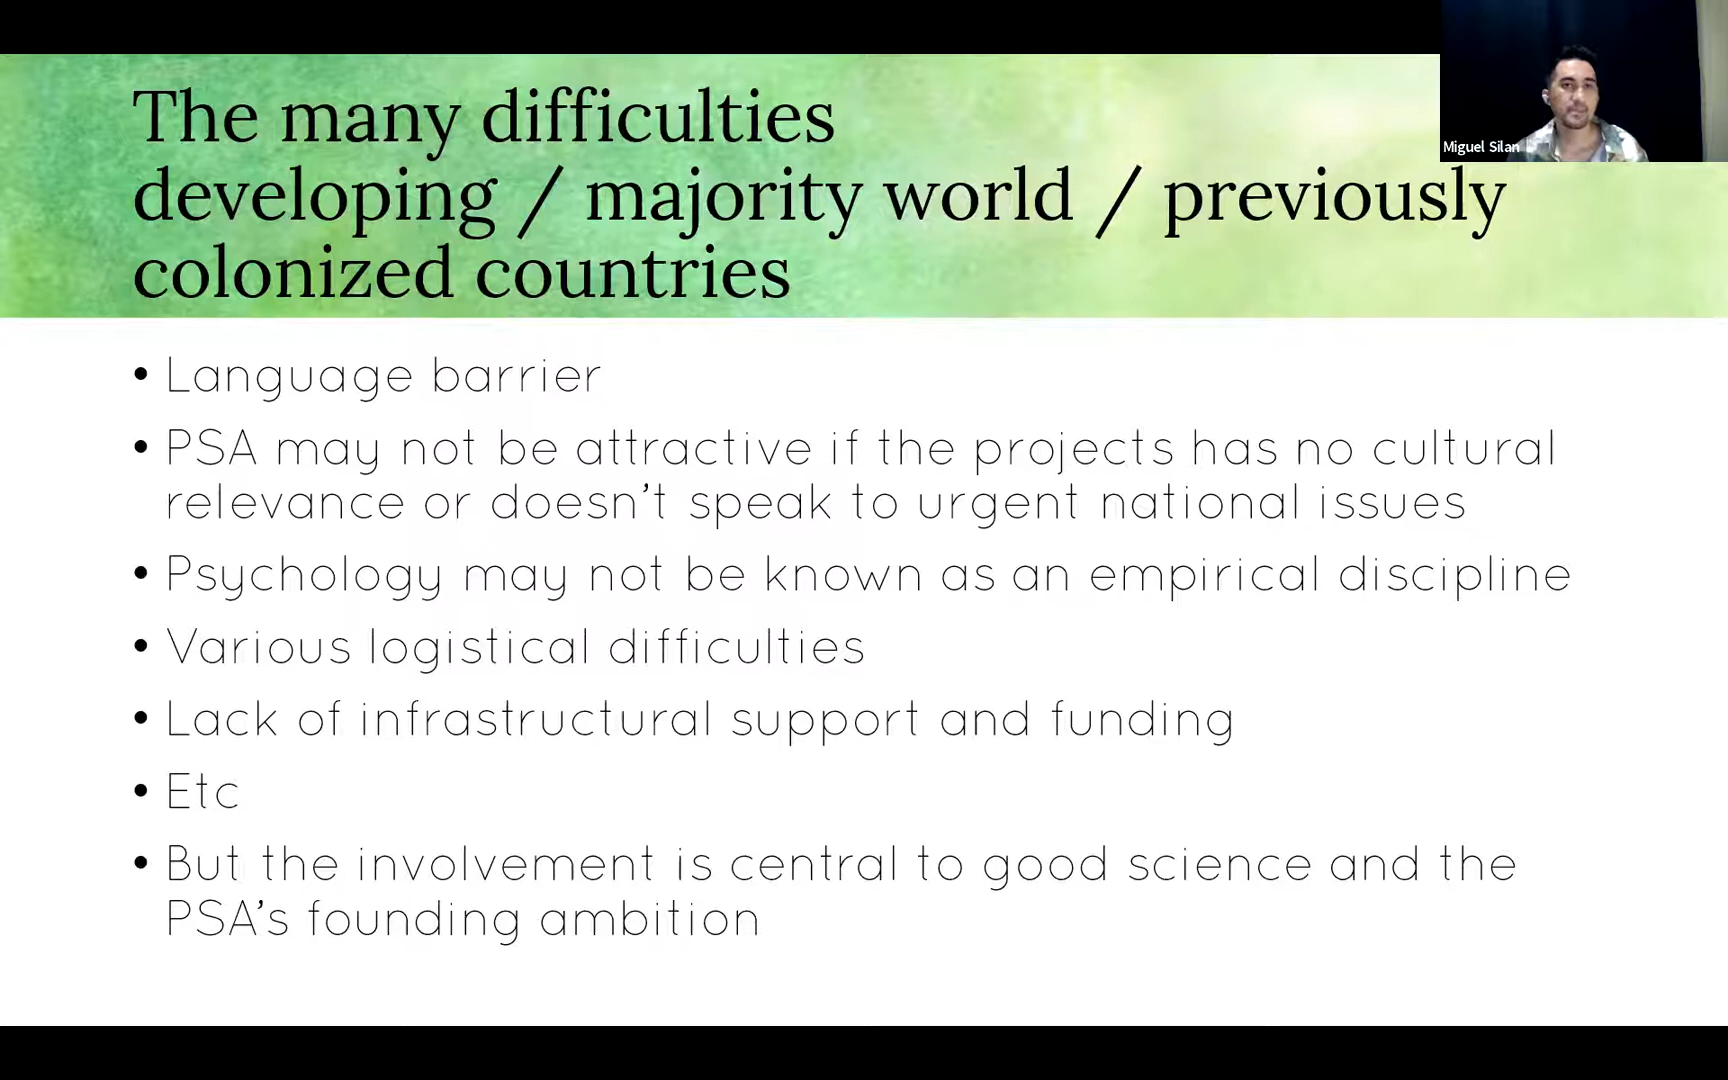 The many difficulties
developing / majority world / previously
colonized countries
Miguel Silan
• Language barrier
• PSA may not be attractive if the projects has no cultural
relevance or doesn't speak to urgent national issues
• Psychology may not be known as an empirical discipline
• Various logistical difficulties
• Lack of infrastructural support and funding
• Etc
• But the involvement is central to good science and the
PSA's founding ambition